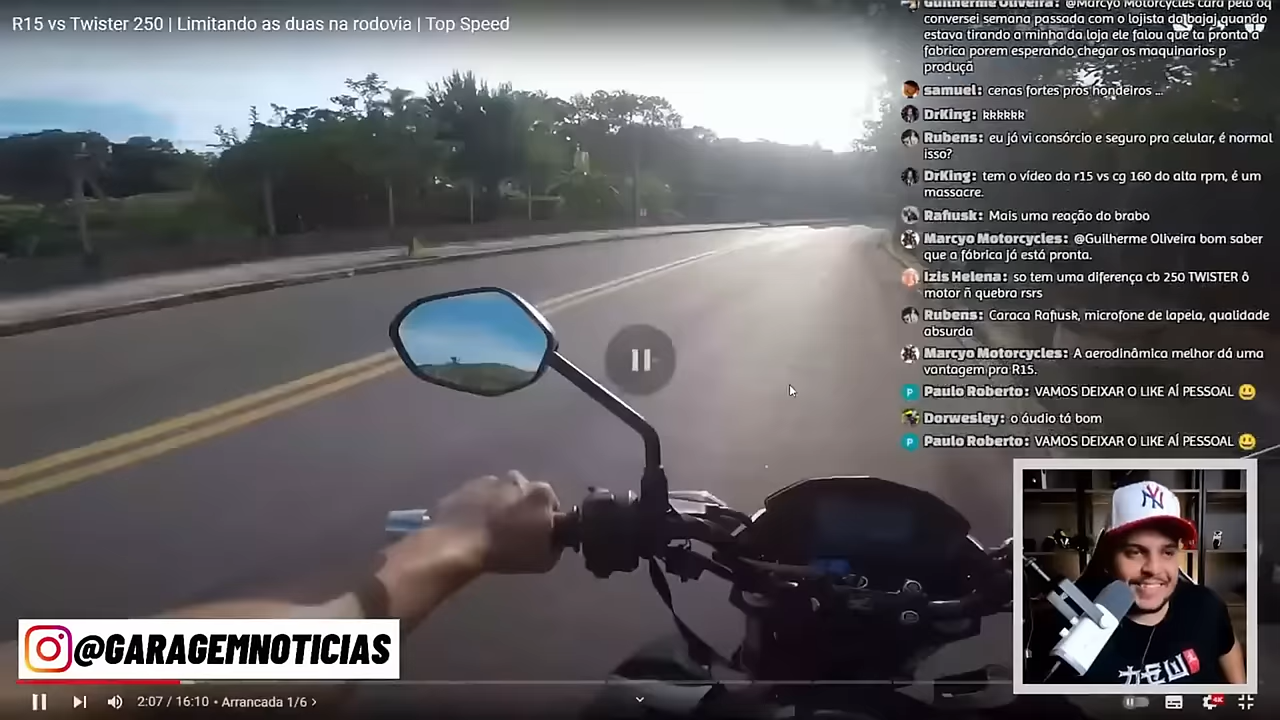 R15 vs Twister 250 | Limitando as duas na rodovia | Top Speed
Guilherme Oliveira: @Marcyo Motorcycles cara pelo oq
conversei semana passada com o lojista da bajaj quando
estava tirando a minha da loja ele falou que ta pronta a
fabrica porem esperando chegar os maquinarios p
produçã
samuel: cenas fortes pros hondeiros ...
DrKing: kkkkkk
Rubens: eu já vi consórcio e seguro pra celular, é normal
isso?
DrKing: tem o vídeo da r15 vs cg 160 do alta rpm, é um
massacre.
Rafiusk: Mais uma reação do brabo
Marcyo Motorcycles: @Guilherme Oliveira bom saber
que a fábrica já está pronta.
Izis Helena: so tem uma diferença cb 250 TWISTER ô
motor ñ quebra rsrs
Rubens: Caraca Rafiusk, microfone de lapela, qualidade
absurda
Marcyo Motorcycles: A aerodinâmica melhor dá uma
vantagem pra R15.
P Paulo Roberto: VAMOS DEIXAR O LIKE AÍ PESSOAL 😃
Dorwesley: o áudio tá bom
P Paulo Roberto: VAMOS DEIXAR O LIKE AÍ PESSOAL 😃
NY
@GARAGEMNOTICIAS
2:07 / 16:10 • Arrancada 1/6 ›
4K